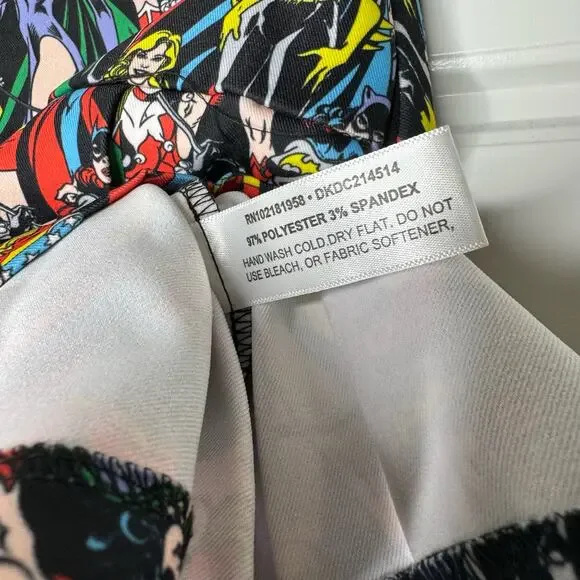 RN102181958 • DKDC214514
97% POLYESTER 3% SPANDEX
HAND WASH COLD.DRY FLAT, DO NOT
USE BLEACH, OR FABRIC SOFTENER,